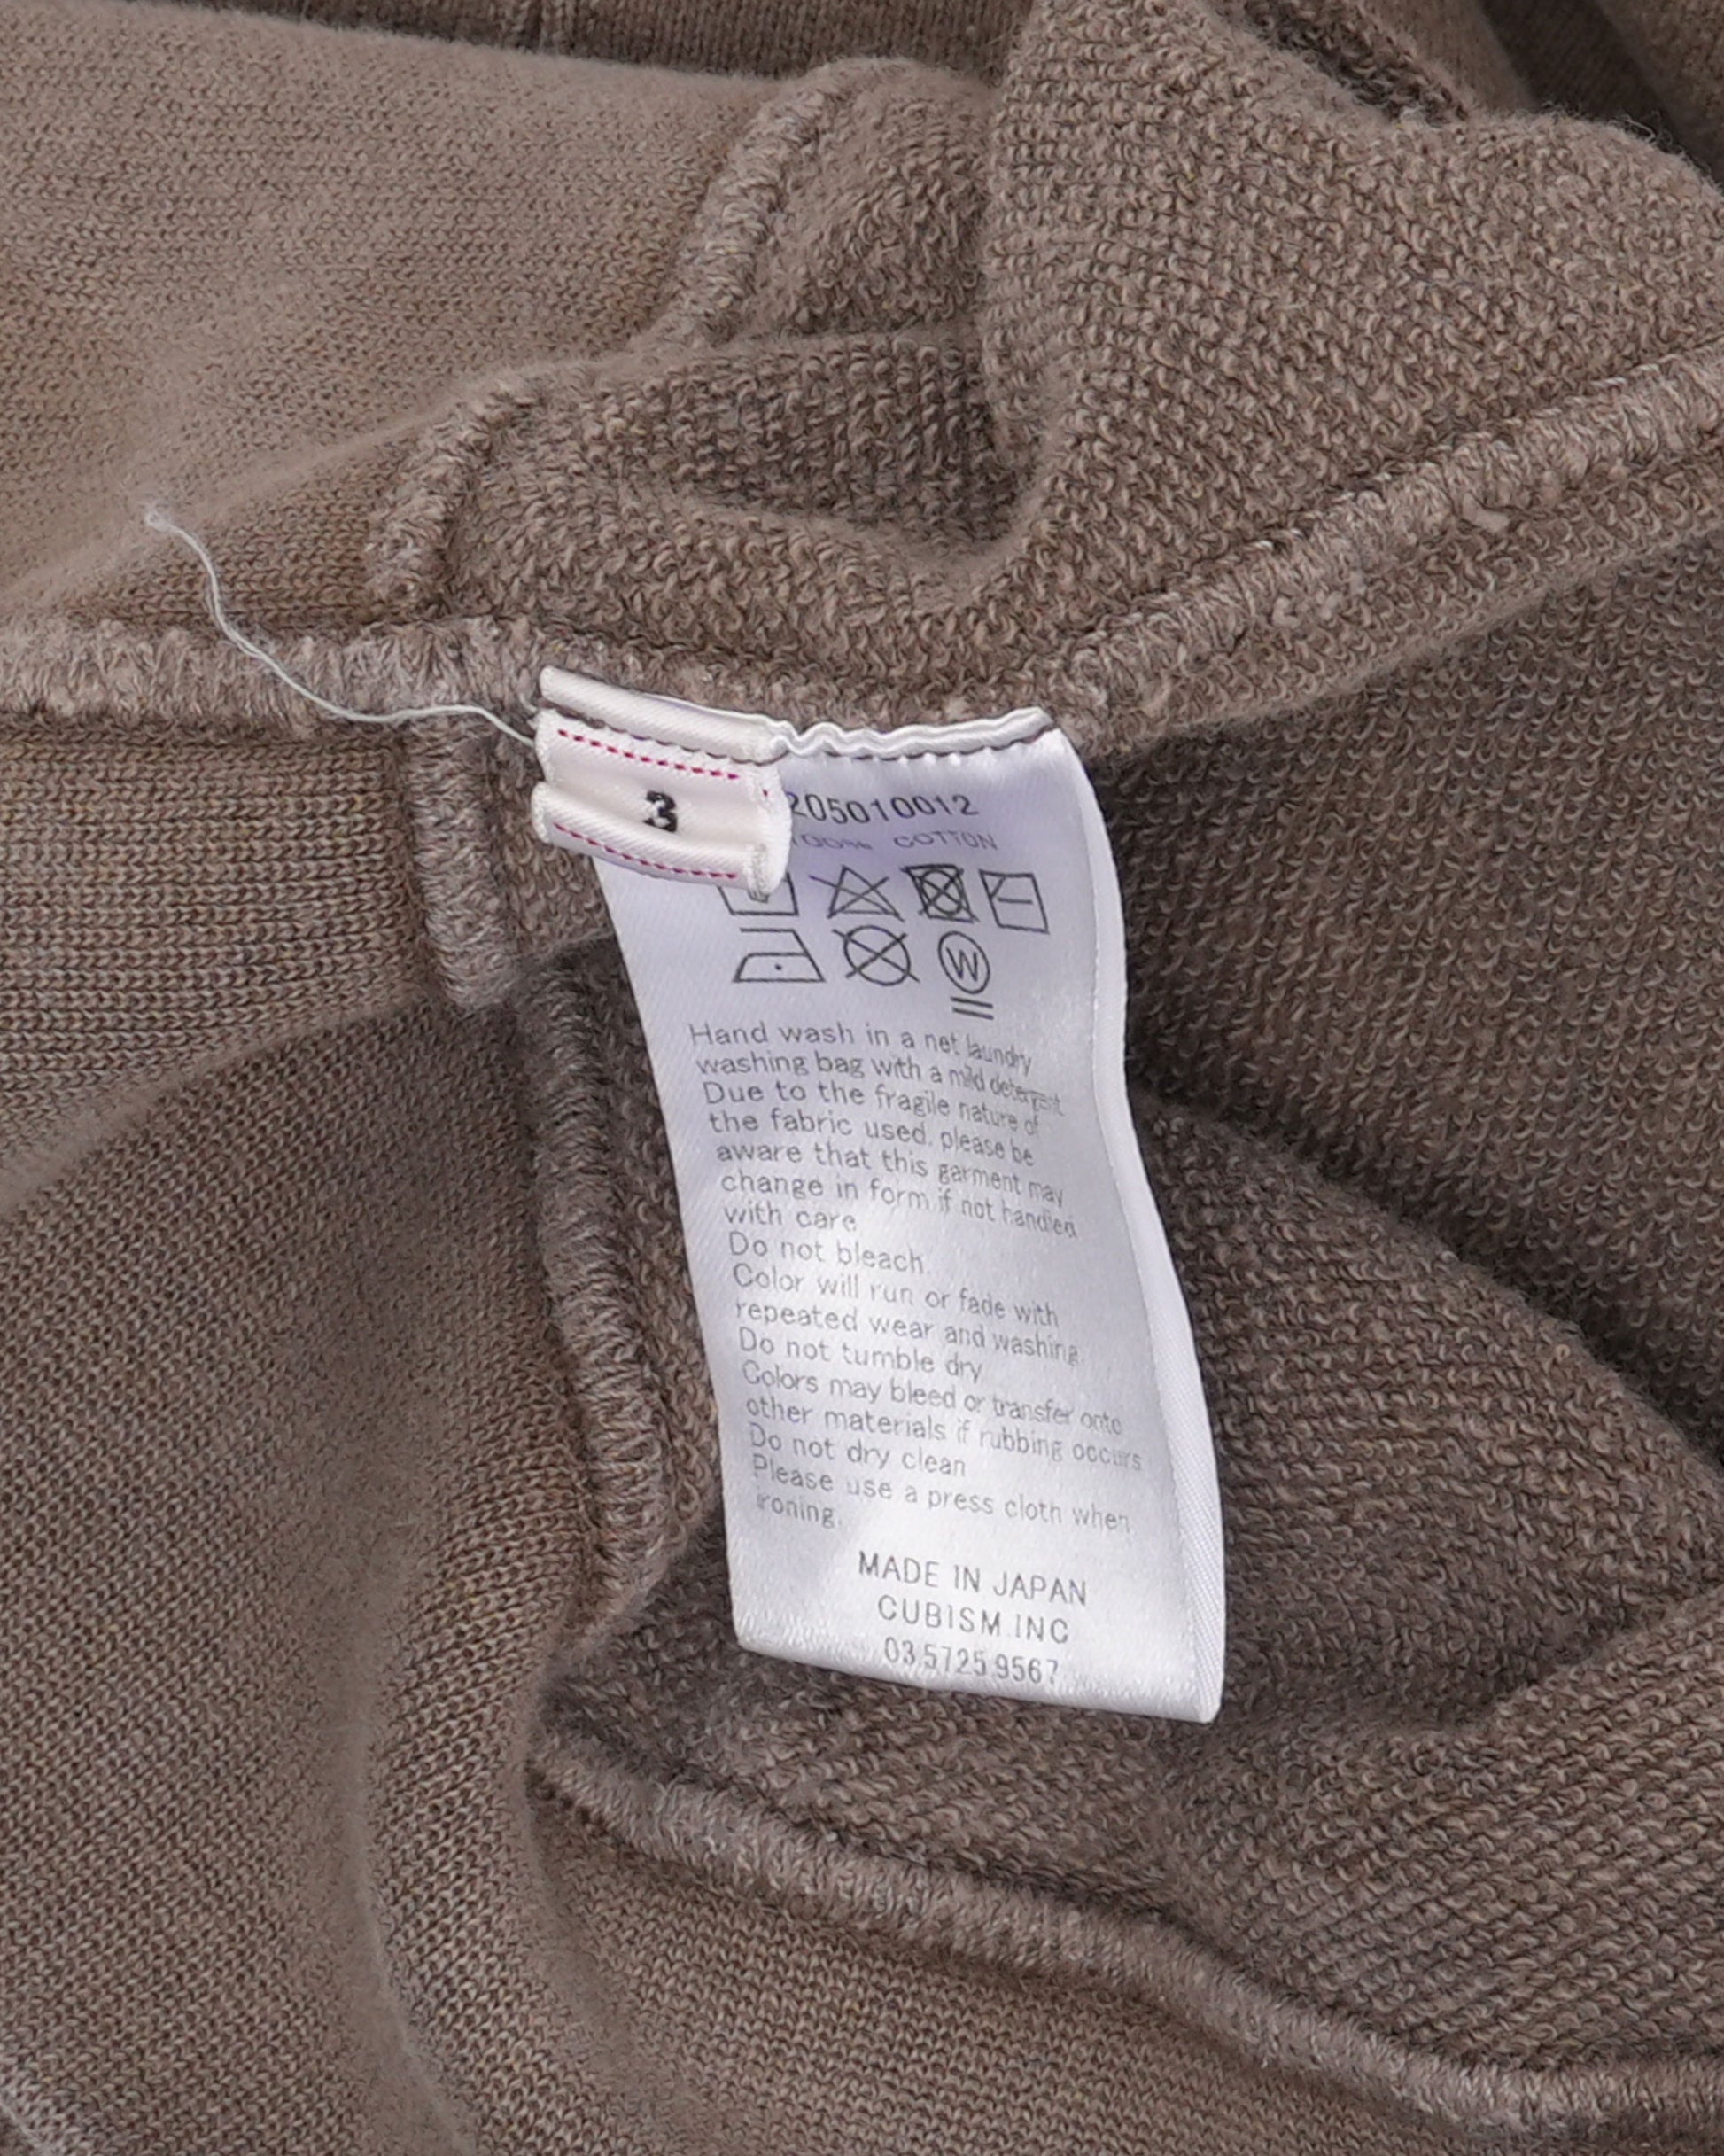 3
205010012
100% COTTON
W
Hand wash in a net laundry
washing bag with a mild detergent
Due to the fragile nature of
the fabric used, please be
aware that this garment may
change in form if not handled
with care
Do not bleach.
Color will run or fade with
repeated wear and washing.
Do not tumble dry
Colors may bleed or transfer onto
other materials if rubbing occurs
Do not dry clean
Please use a press cloth when
ironing.
MADE IN JAPAN
CUBISM.INC
03.5725.9567